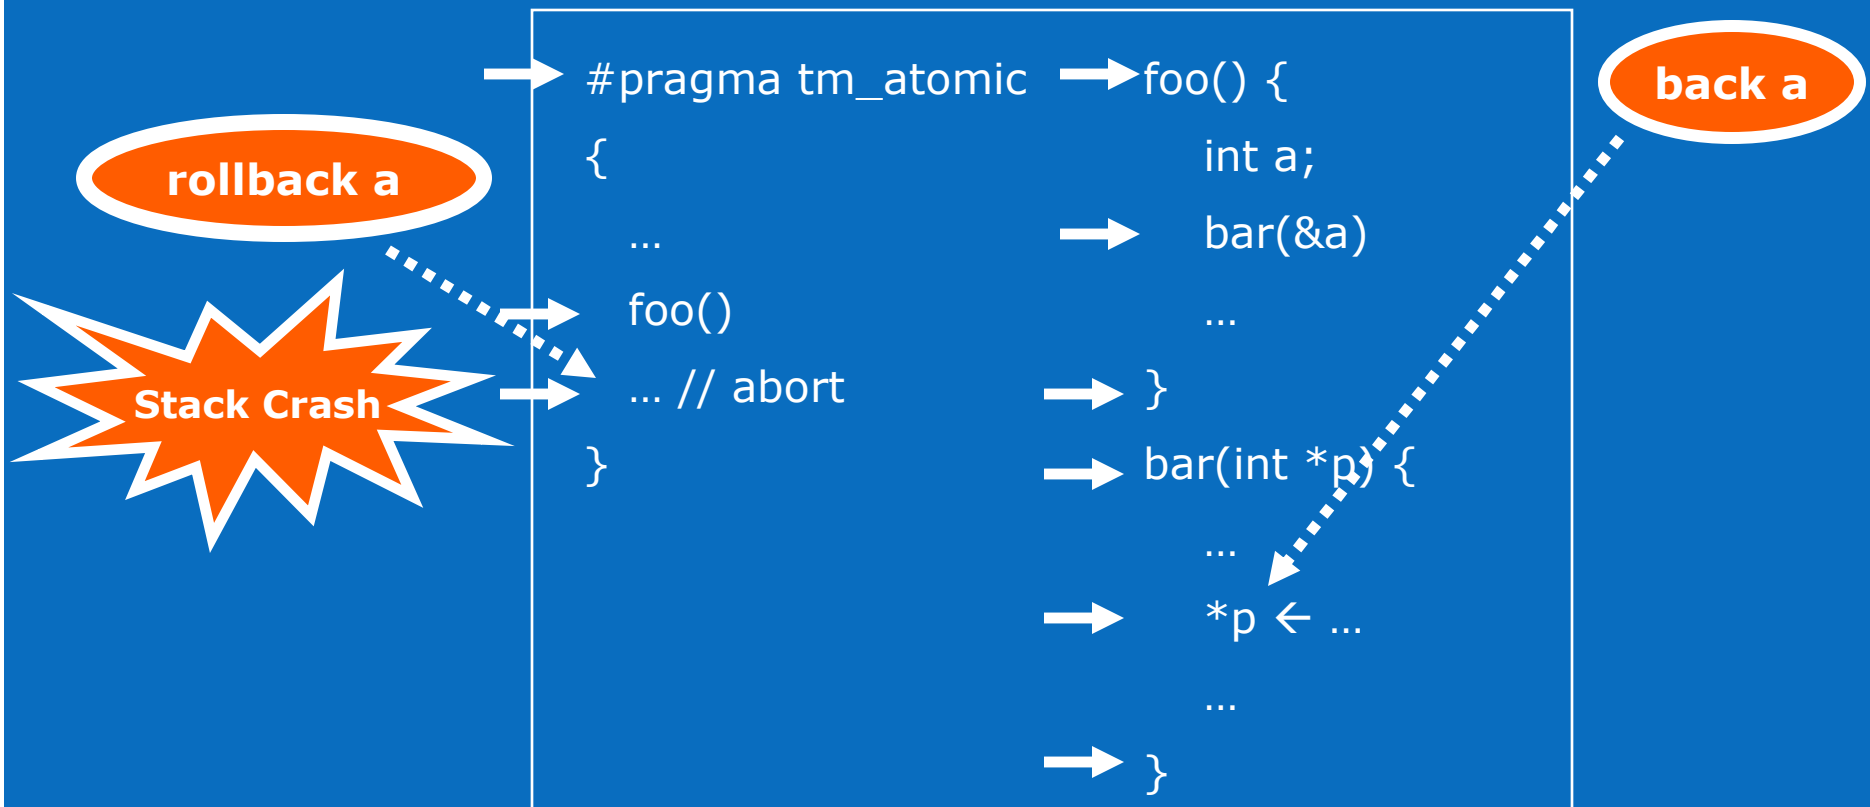 #pragma tm_atomic
{
...
foo()
... // abort
}
foo() {
int a;
bar(&a)
...
}
bar(int *p) {
...
*p ← ...
...
}
back a
rollback a
Stack Crash